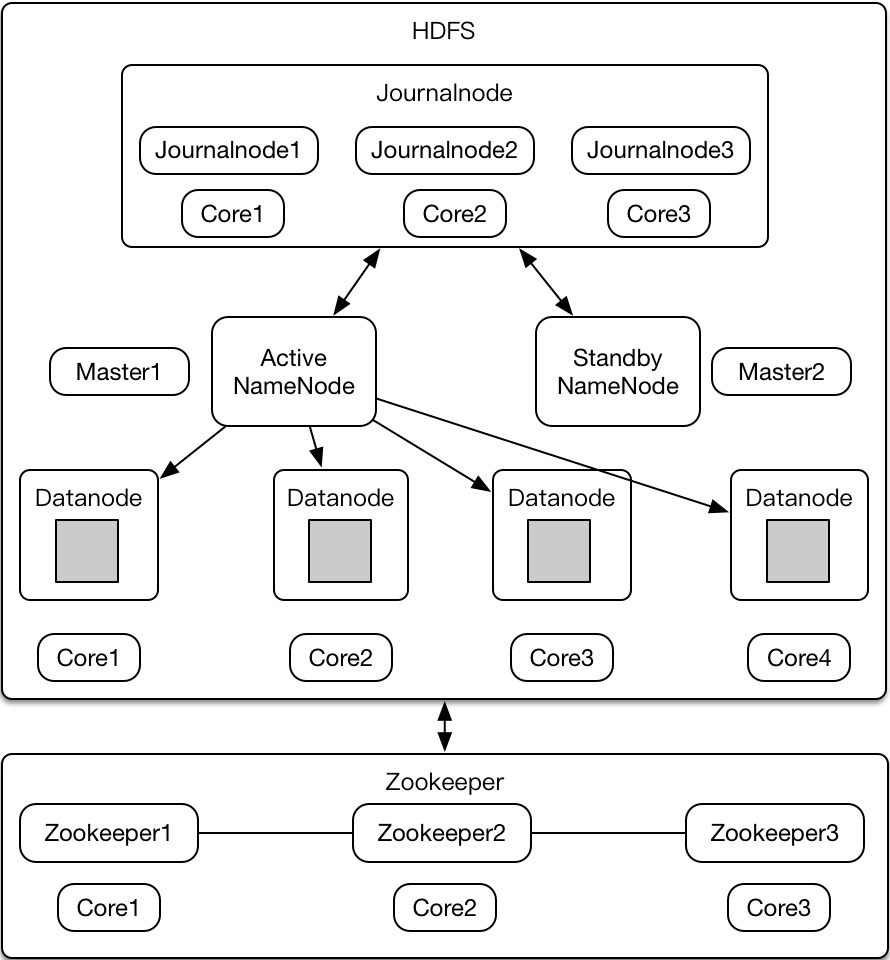 HDFS
Journalnode
Journalnode1
Journalnode2
Journalnode3
Core1
Core2
Core3
Master1
Active
NameNode
Standby
NameNode
Master2
Datanode
Datanode
Datanode
Datanode
Core1
Core2
Core3
Core4
Zookeeper
Zookeeper1
Zookeeper2
Zookeeper3
Core1
Core2
Core3